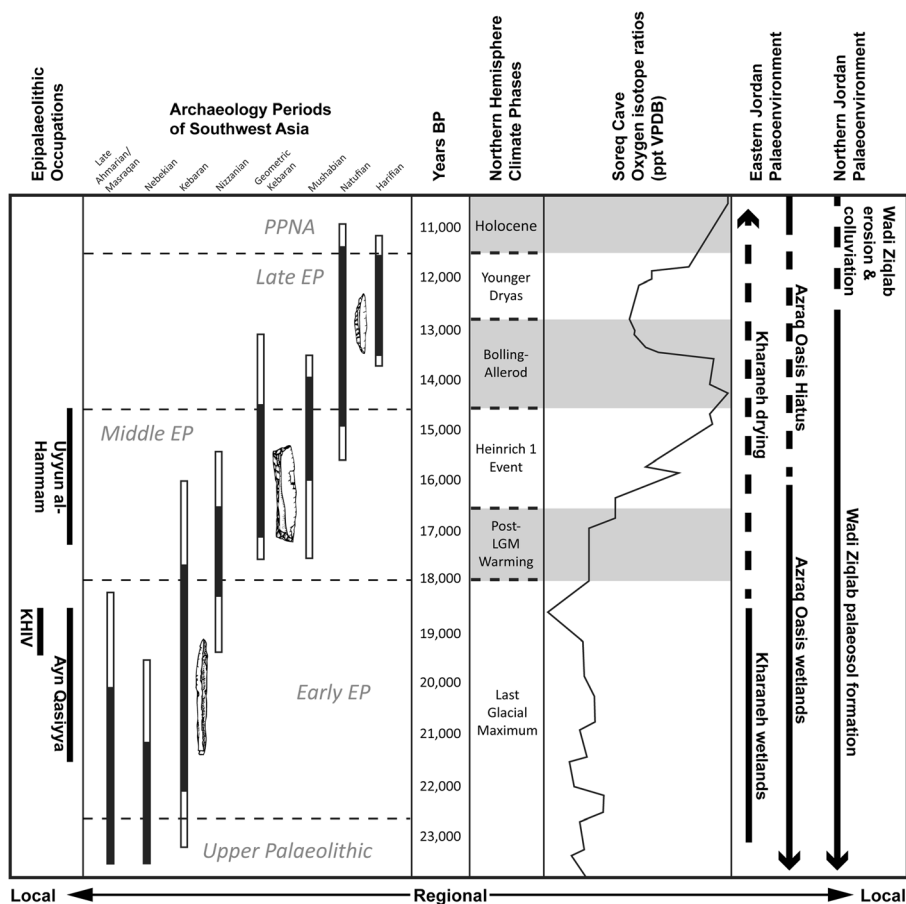 Epipalaeolithic
Occupations
Archaeology Periods
of Southwest Asia
Late
Ahmarian/
Masraqan
Nebekian
Kebaran
Nizzanian
Geometric
Kebaran
Mushabian
Natufian
Harifian
Years BP
Northern Hemisphere
Climate Phases
Soreq Cave
Oxygen isotope ratios
(ppt VPDB)
Eastern Jordan
Palaeoenvironment
Northern Jordan
Palaeoenvironment
PPNA
Late EP
Middle EP
Early EP
Upper Palaeolithic
Uyyun al-
Hammam
KHIV
Ayn Qasiyya
11,000
12,000
13,000
14,000
15,000
16,000
17,000
18,000
19,000
20,000
21,000
22,000
23,000
Holocene
Younger
Dryas
Bolling-
Allerod
Heinrich 1
Event
Post-
LGM
Warming
Last
Glacial
Maximum
Kharaneh drying
Kharaneh wetlands
Azraq Oasis Hiatus
Azraq Oasis wetlands
Wadi Ziqlab
erosion &
colluviation
Wadi Ziqlab palaeosol formation
Local
Regional
Local